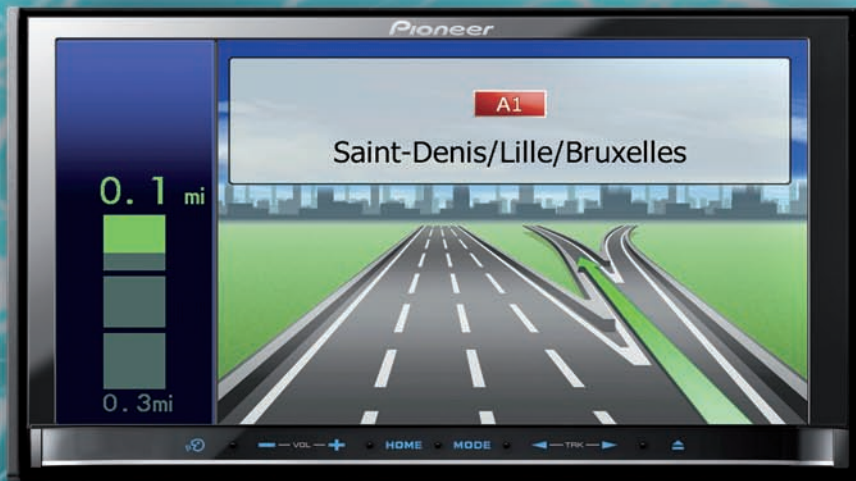 Pioneer
A1
Saint-Denis/Lille/Bruxelles
0.1 mi
0.3mi
VOL
HOME
MODE
TRK